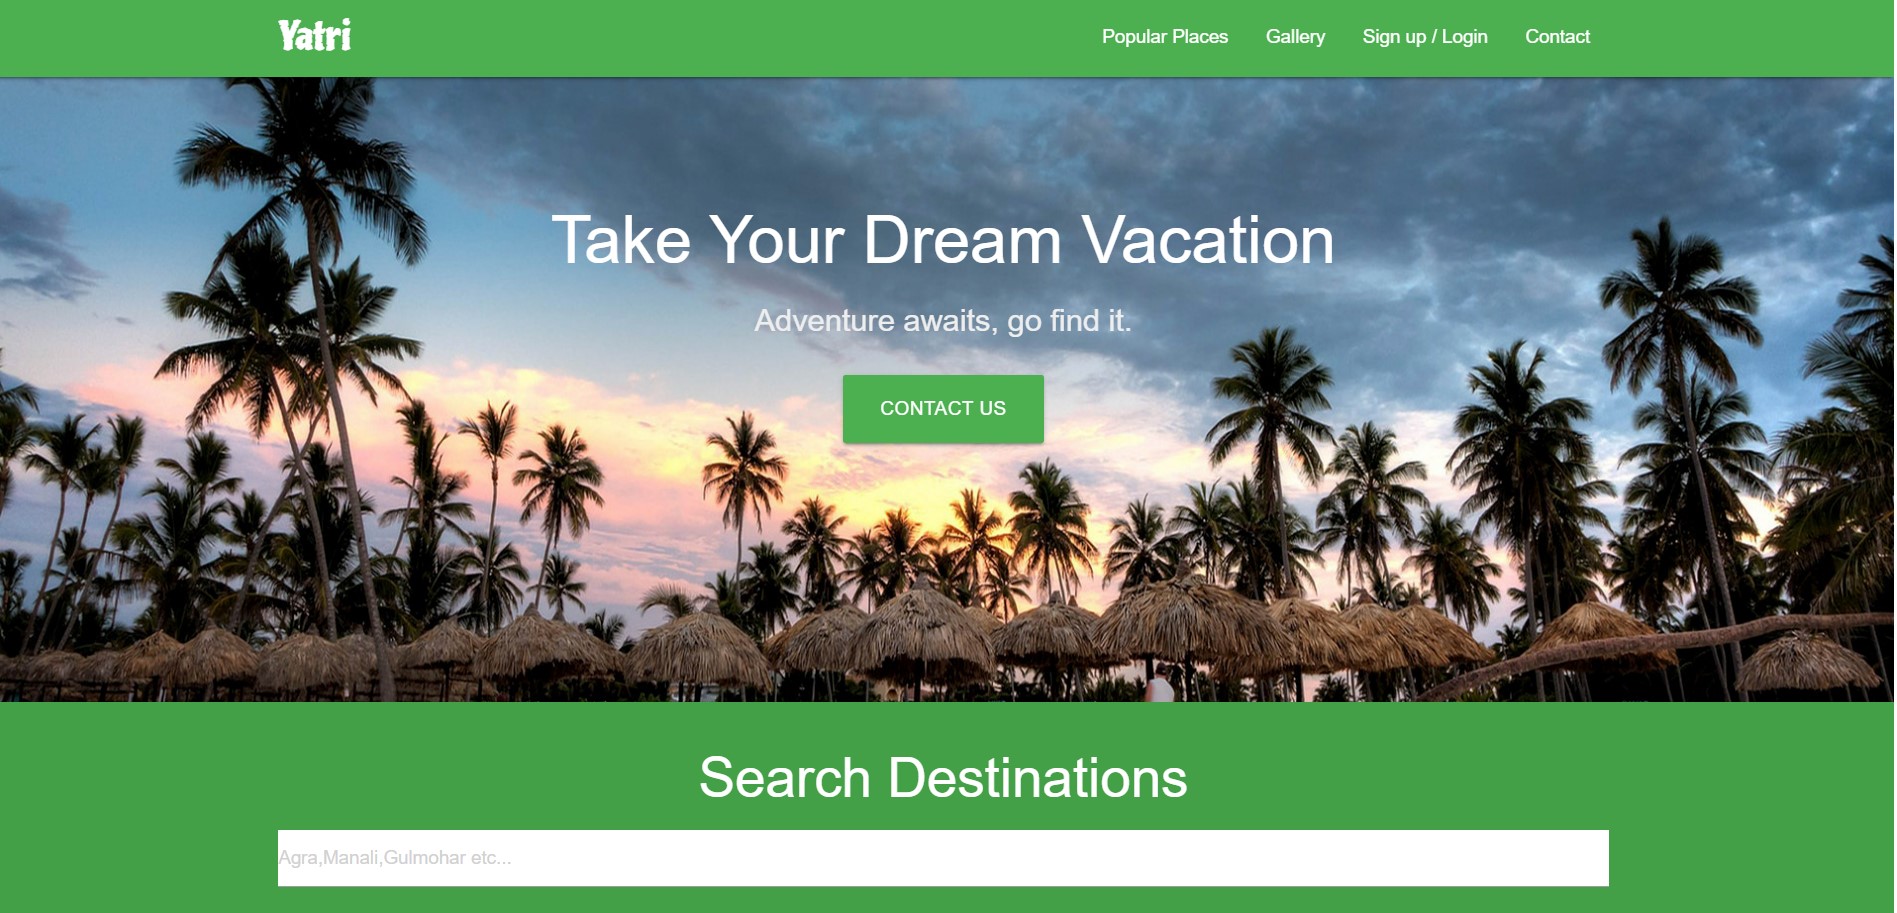 Yatri
Popular Places
Gallery
Sign up / Login
Contact
Take Your Dream Vacation
Adventure awaits, go find it.
CONTACT US
Search Destinations
Agra,Manali,Gulmohar etc...